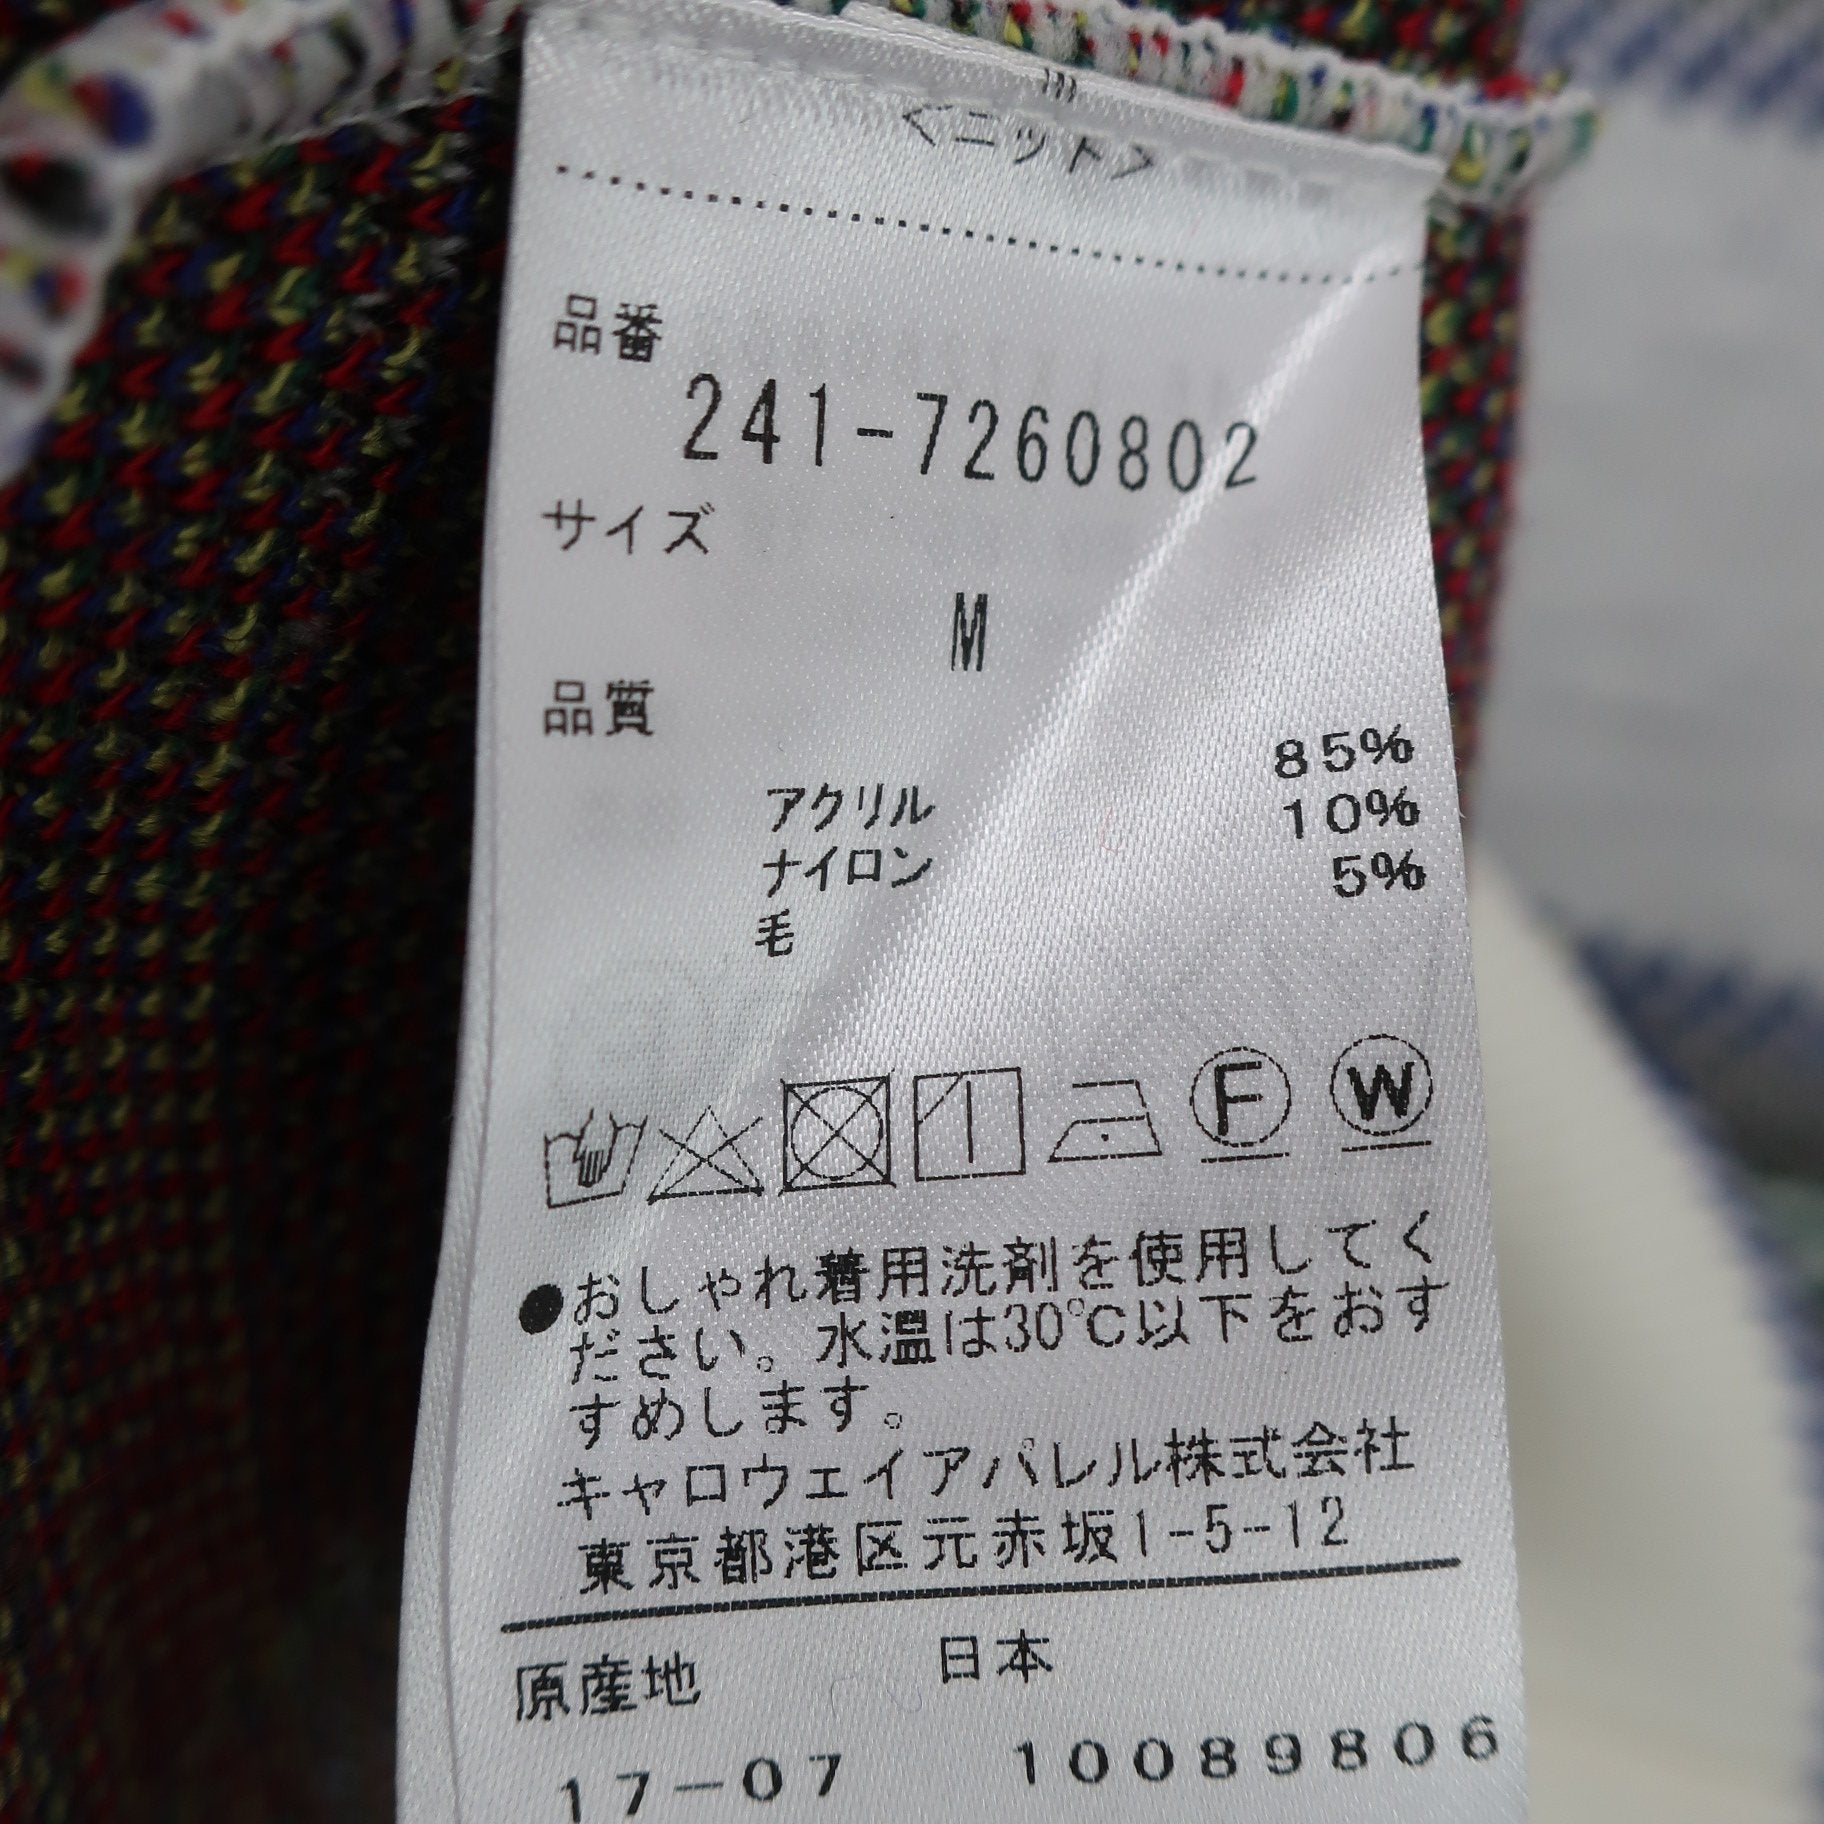 <ニット>
品番
241-7260802
サイズ
M
品質
アクリル 85%
ナイロン 10%
毛 5%
F W
●おしゃれ着用洗剤を使用してく
ださい。水温は30℃以下をおす
すめします。
キャロウェイアパレル株式会社
東京都港区元赤坂1-5-12
原産地 日本
17-07 10089806